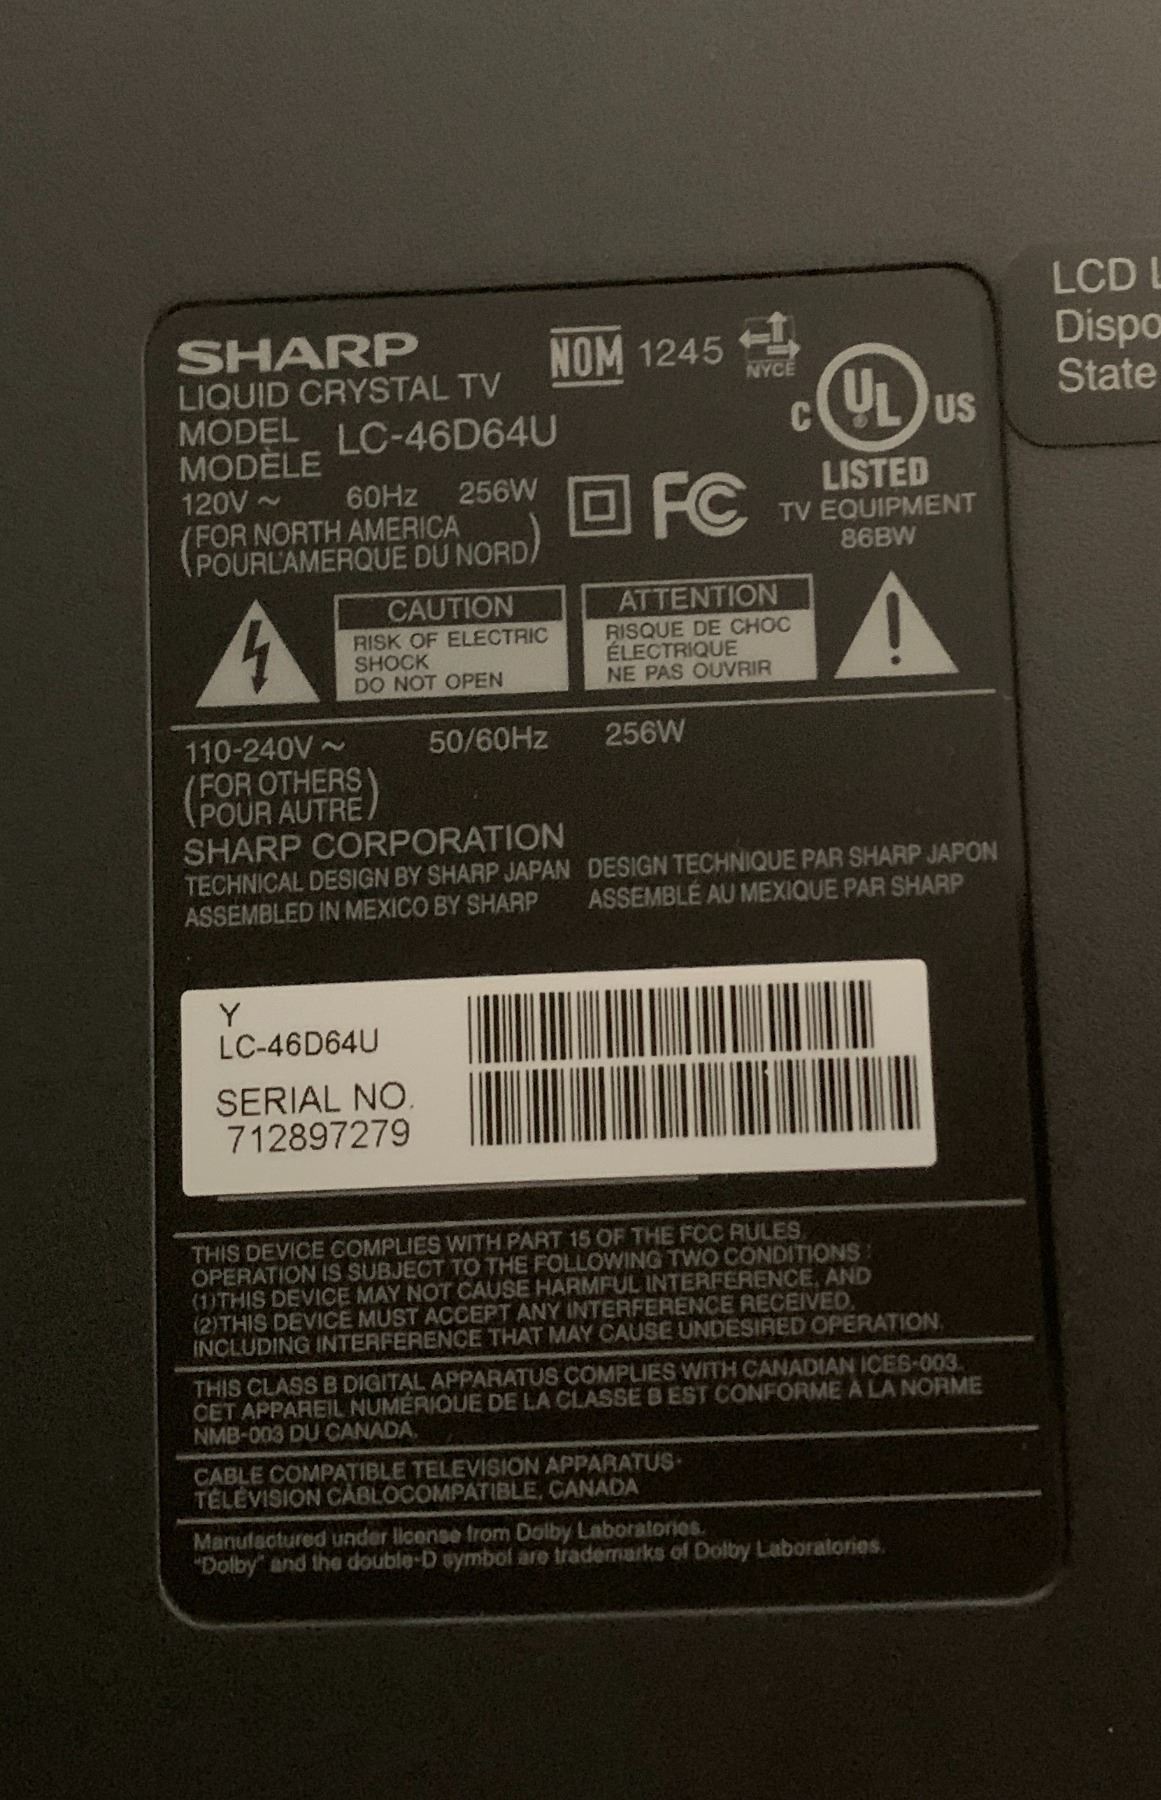 SHARP
LIQUID CRYSTAL TV
NOM 1245 NYCE
MODEL
MODÈLE LC-46D64U
C UL ® US
LISTED
TV EQUIPMENT
86BW
120V ~ 60Hz 256W
(FOR NORTH AMERICA
POURL'AMERQUE DU NORD)
FC
CAUTION
RISK OF ELECTRIC
SHOCK
DO NOT OPEN
ATTENTION
RISQUE DE CHOC
ÉLECTRIQUE
NE PAS OUVRIR
110-240V ~ 50/60Hz 256W
(FOR OTHERS
POUR AUTRE)
SHARP CORPORATION
TECHNICAL DESIGN BY SHARP JAPAN DESIGN TECHNIQUE PAR SHARP JAPON
ASSEMBLED IN MEXICO BY SHARP ASSEMBLÉ AU MEXIQUE PAR SHARP
Y
LC-46D64U
SERIAL NO.
712897279
THIS DEVICE COMPLIES WITH PART 15 OF THE FCC RULES.
OPERATION IS SUBJECT TO THE FOLLOWING TWO CONDITIONS :
(1)THIS DEVICE MAY NOT CAUSE HARMFUL INTERFERENCE, AND
(2)THIS DEVICE MUST ACCEPT ANY INTERFERENCE RECEIVED,
INCLUDING INTERFERENCE THAT MAY CAUSE UNDESIRED OPERATION.
THIS CLASS B DIGITAL APPARATUS COMPLIES WITH CANADIAN ICES-003.
CET APPAREIL NUMÉRIQUE DE LA CLASSE B EST CONFORME À LA NORME
NMB-003 DU CANADA.
CABLE COMPATIBLE TELEVISION APPARATUS-
TÉLÉVISION CÂBLOCOMPATIBLE, CANADA
Manufactured under license from Dolby Laboratories.
"Dolby" and the double-D symbol are trademarks of Dolby Laboratories.
LCD L
Dispo
State